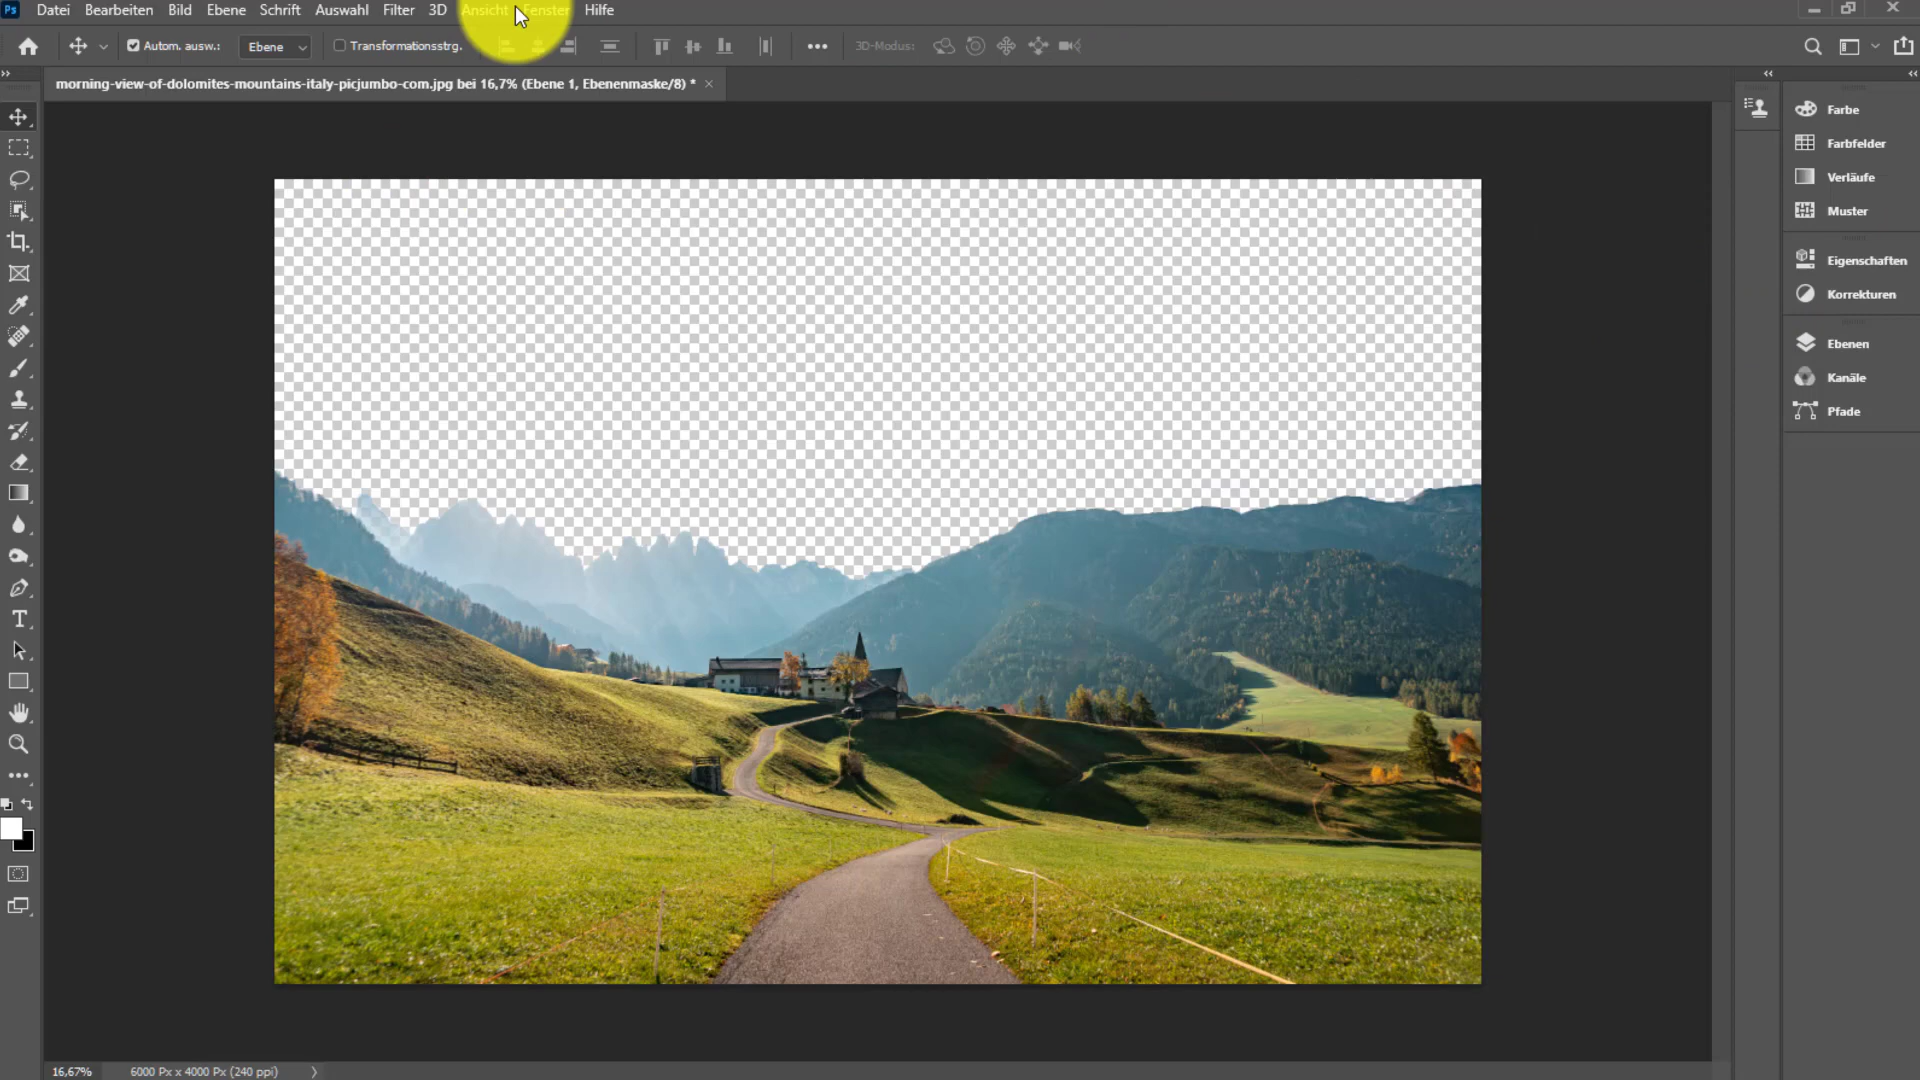 Ps Datei Bearbeiten Bild Ebene Schrift Auswahl Filter 3D Ansicht Fenster Hilfe
Autom. ausw.: Ebene Transformationsstrg. 3D-Modus:
morning-view-of-dolomites-mountains-italy-picjumbo-com.jpg bei 16,7% (Ebene 1, Ebenenmaske/8) *
Farbe
Farbfelder
Verläufe
Muster
Eigenschaften
Korrekturen
Ebenen
Kanäle
Pfade
16,67% 6000 Px x 4000 Px (240 ppi)